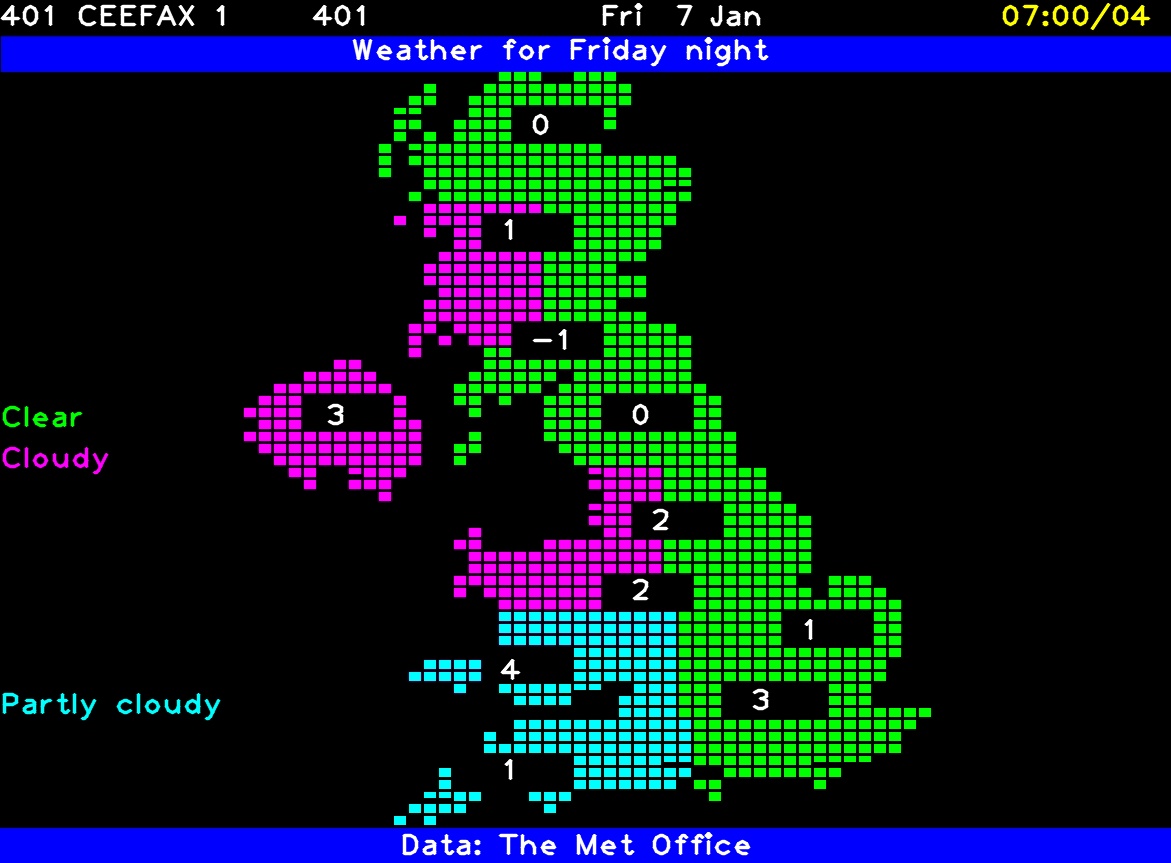 401 CEEFAX 1 401 Fri 7 Jan 07:00/04
Weather for Friday night
0
1
-1
3
0
Clear
Cloudy
2
2
1
4
3
Partly cloudy
1
Data: The Met Office